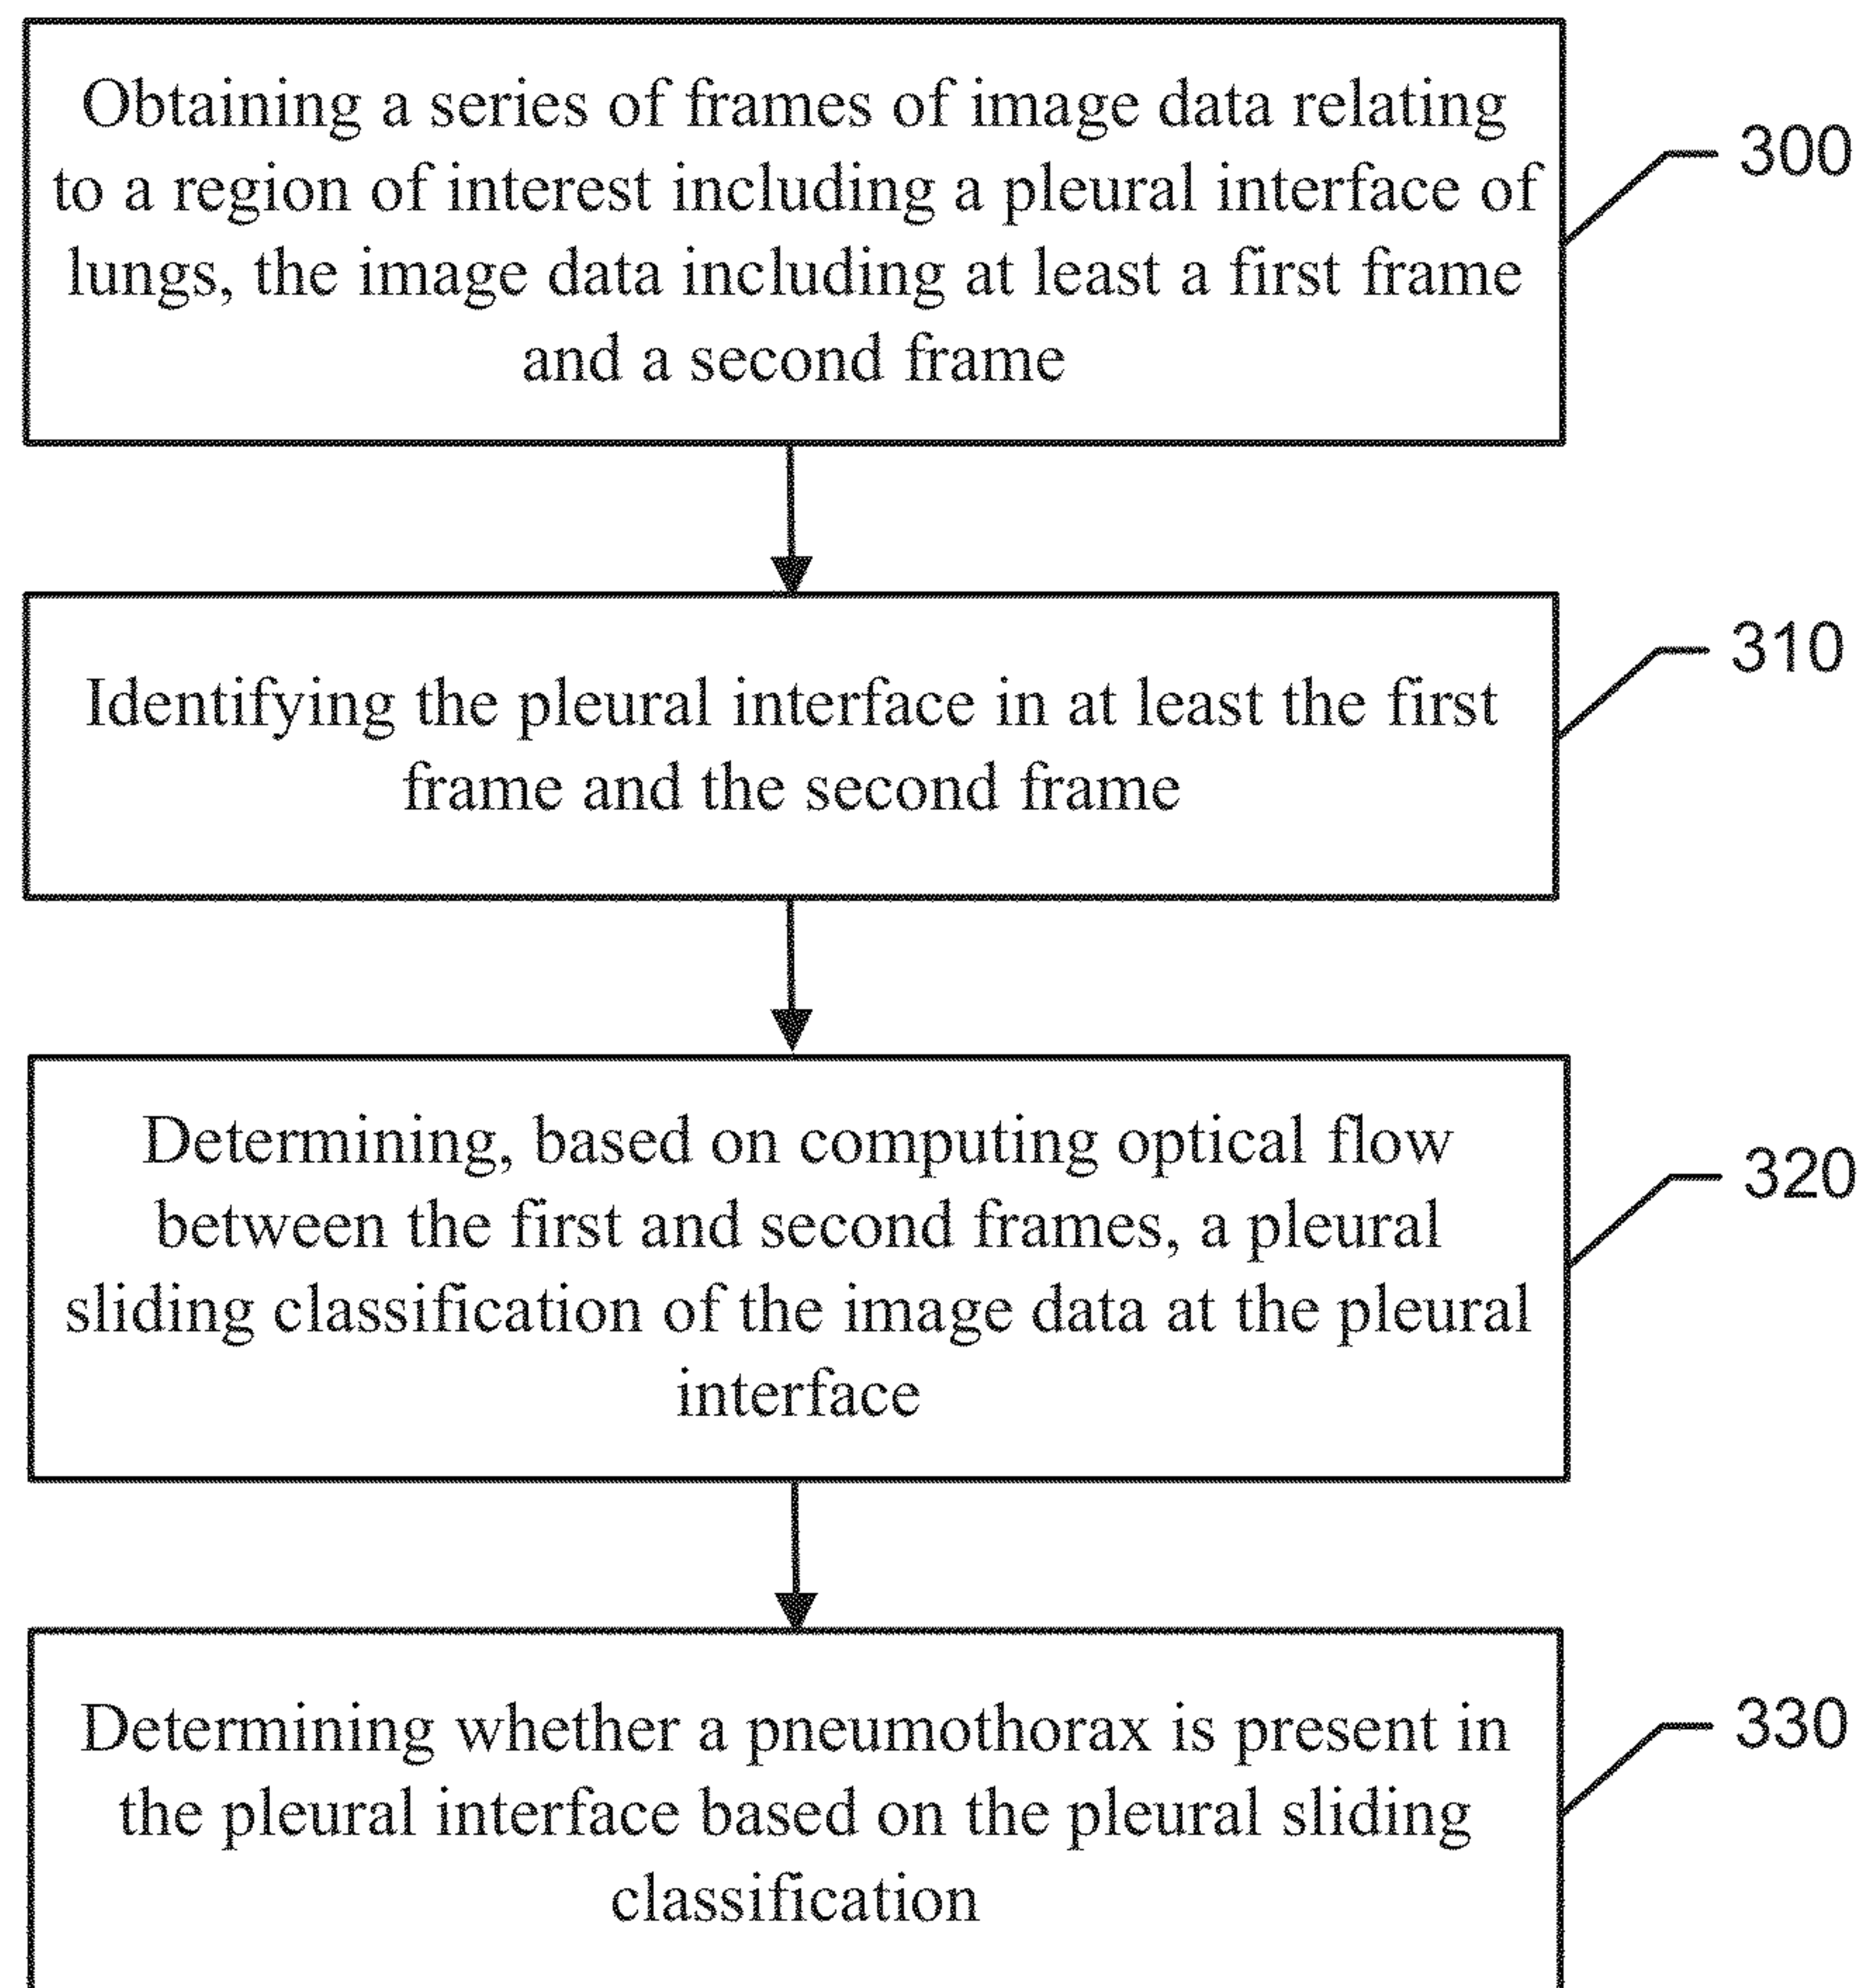 Obtaining a series of frames of image data relating
to a region of interest including a pleural interface of
lungs, the image data including at least a first frame
and a second frame
300
Identifying the pleural interface in at least the first
frame and the second frame
310
Determining, based on computing optical flow
between the first and second frames, a pleural
sliding classification of the image data at the pleural
interface
320
Determining whether a pneumothorax is present in
the pleural interface based on the pleural sliding
classification
330